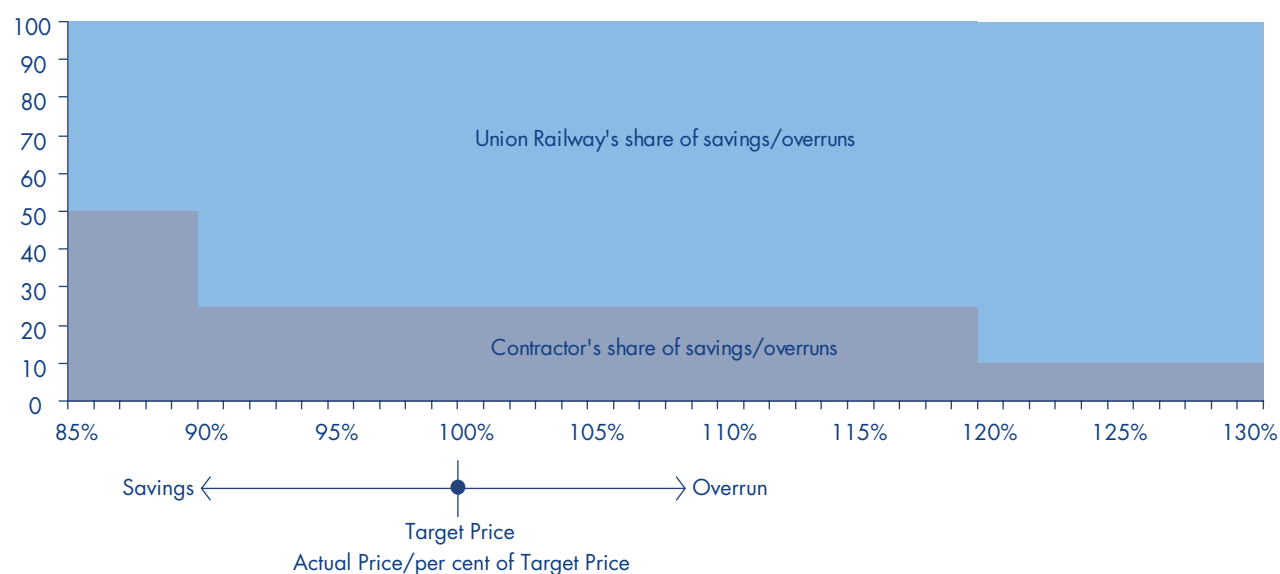 100
90
80
70
60
50
40
30
20
10
0
Union Railway's share of savings/overruns
Contractor's share of savings/overruns
85% 90% 95% 100% 105% 110% 115% 120% 125% 130%
Savings Overrun
Target Price
Actual Price/per cent of Target Price